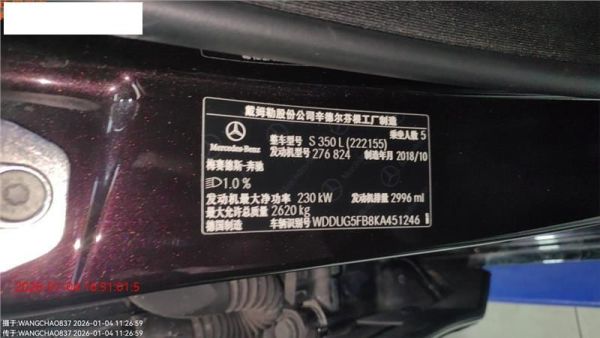 戴姆勒股份公司辛德尔芬根工厂制造
乘坐人数 5
Mercedes-Benz
整车型号 S 350 L (222155)
发动机型号 276 824 制造年月 2018/10
梅赛德斯-奔驰
1.0 %
发动机最大净功率 230 kW 发动机排量 2996 ml
最大允许总质量 2620 kg
德国制造 车辆识别号 WDDUG5FB8KA451246
摄于:WANGCHAO837 2026-01-04 11:26:59
传于:WANGCHAO837 2026-01-04 11:26:59